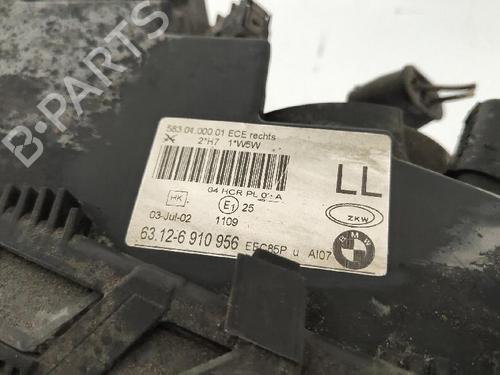 B-PARTS
583.04.000.01 ECE rechts
2*H7 1*W5W
04 HCR PL 02 A
HK
E1 25
LL
ZKW
03-Jul-02 1109
63.12-6 910 956 u AI07
BMW